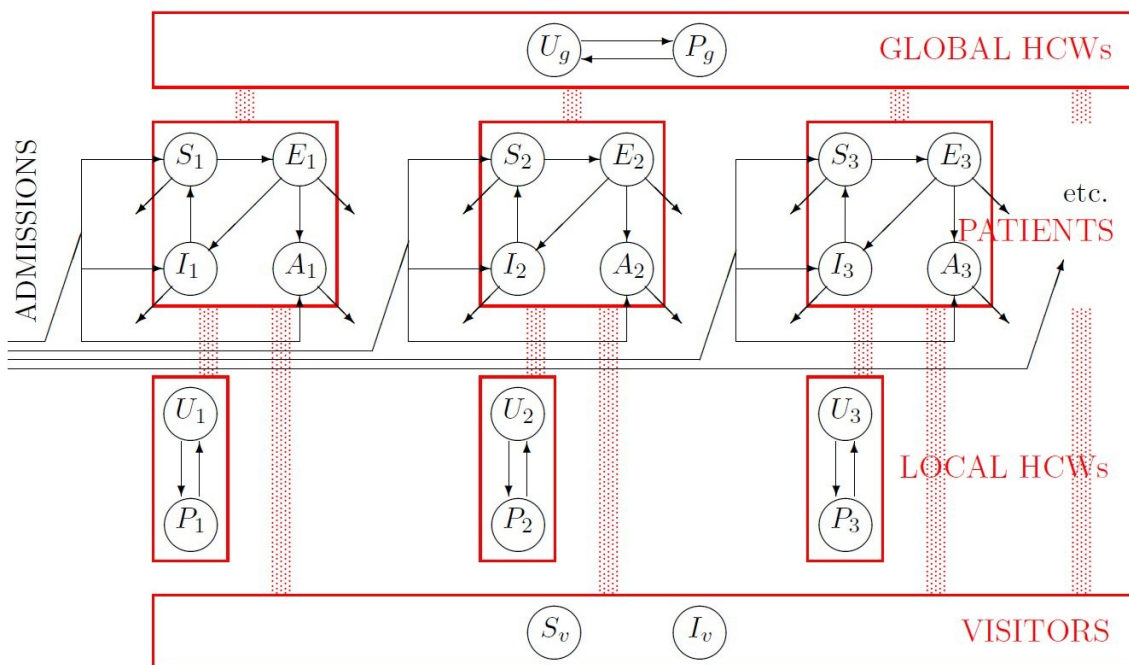 U_g P_g GLOBAL HCWs
ADMISSIONS
S_1 E_1 S_2 E_2 S_3 E_3
etc.
PATIENTS
I_1 A_1 I_2 A_2 I_3 A_3
U_1 U_2 U_3
LOCAL HCWs
P_1 P_2 P_3
S_v I_v VISITORS